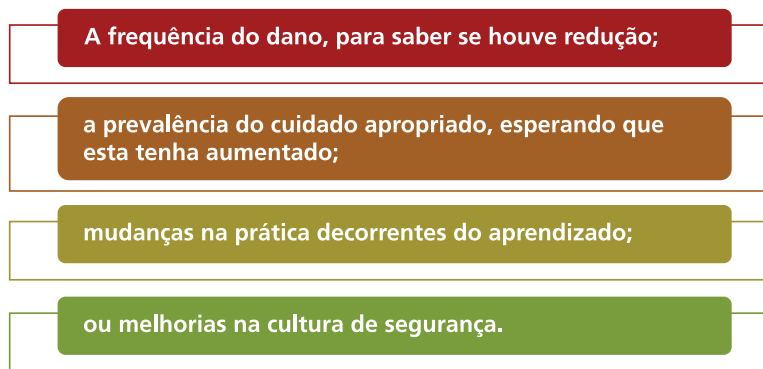 A frequência do dano, para saber se houve redução;
a prevalência do cuidado apropriado, esperando que
esta tenha aumentado;
mudanças na prática decorrentes do aprendizado;
ou melhorias na cultura de segurança.